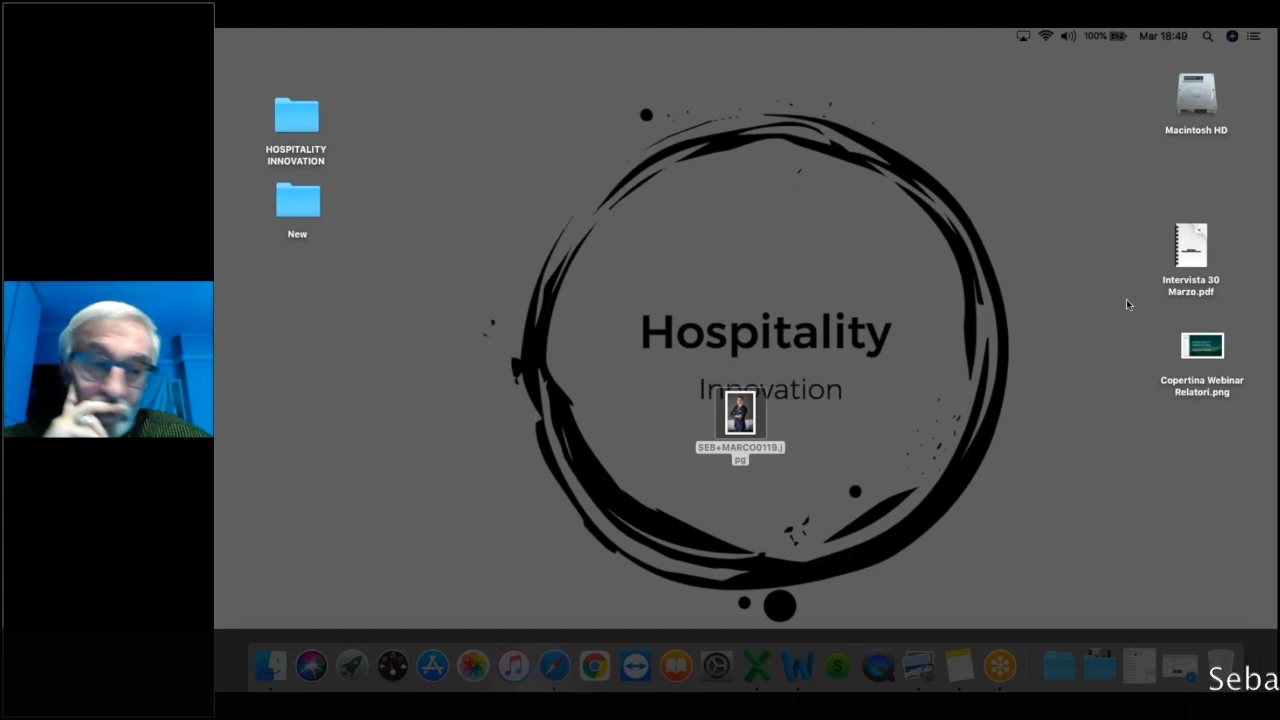 100%
Mar 18:49
HOSPITALITY
INNOVATION
New
Macintosh HD
Intervista 30
Marzo.pdf
Copertina Webinar
Relatori.png
Hospitality
Innovation
SEB+MARCO0119.j
pg
Seba